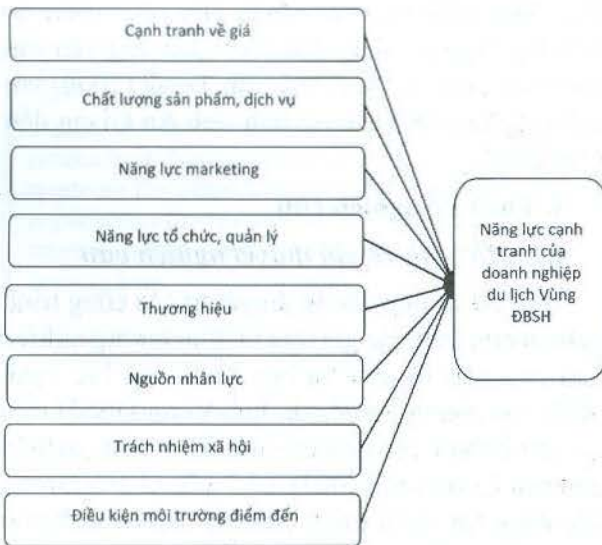 Cạnh tranh về giá
Chất lượng sản phẩm, dịch vụ
Năng lực marketing
Năng lực tổ chức, quản lý
Thương hiệu
Nguồn nhân lực
Trách nhiệm xã hội
Điều kiện môi trường điểm đến
Năng lực cạnh
tranh của
doanh nghiệp
du lịch Vùng
ĐBSH